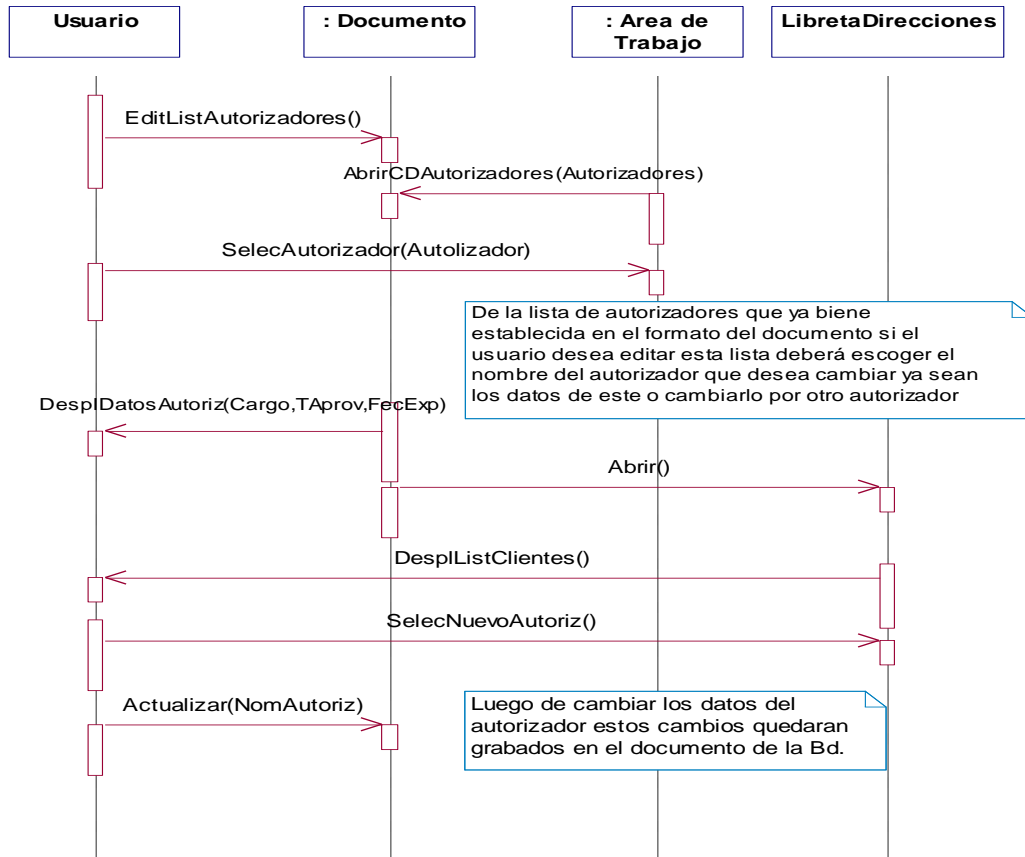 Usuario
: Documento
: Area de
Trabajo
LibretaDirecciones
EditListAutorizadores()
AbrirCDAutorizadores(Autorizadores)
SelecAutorizador(Autolizador)
De la lista de autorizadores que ya biene
establecida en el formato del documento si el
usuario desea editar esta lista deberá escoger el
nombre del autorizador que desea cambiar ya sean
los datos de este o cambiarlo por otro autorizador
DesplDatosAutoriz(Cargo,TAprov,FecExp)
Abrir()
DesplListClientes()
SelecNuevoAutoriz()
Actualizar(NomAutoriz)
Luego de cambiar los datos del
autorizador estos cambios quedaran
grabados en el documento de la Bd.